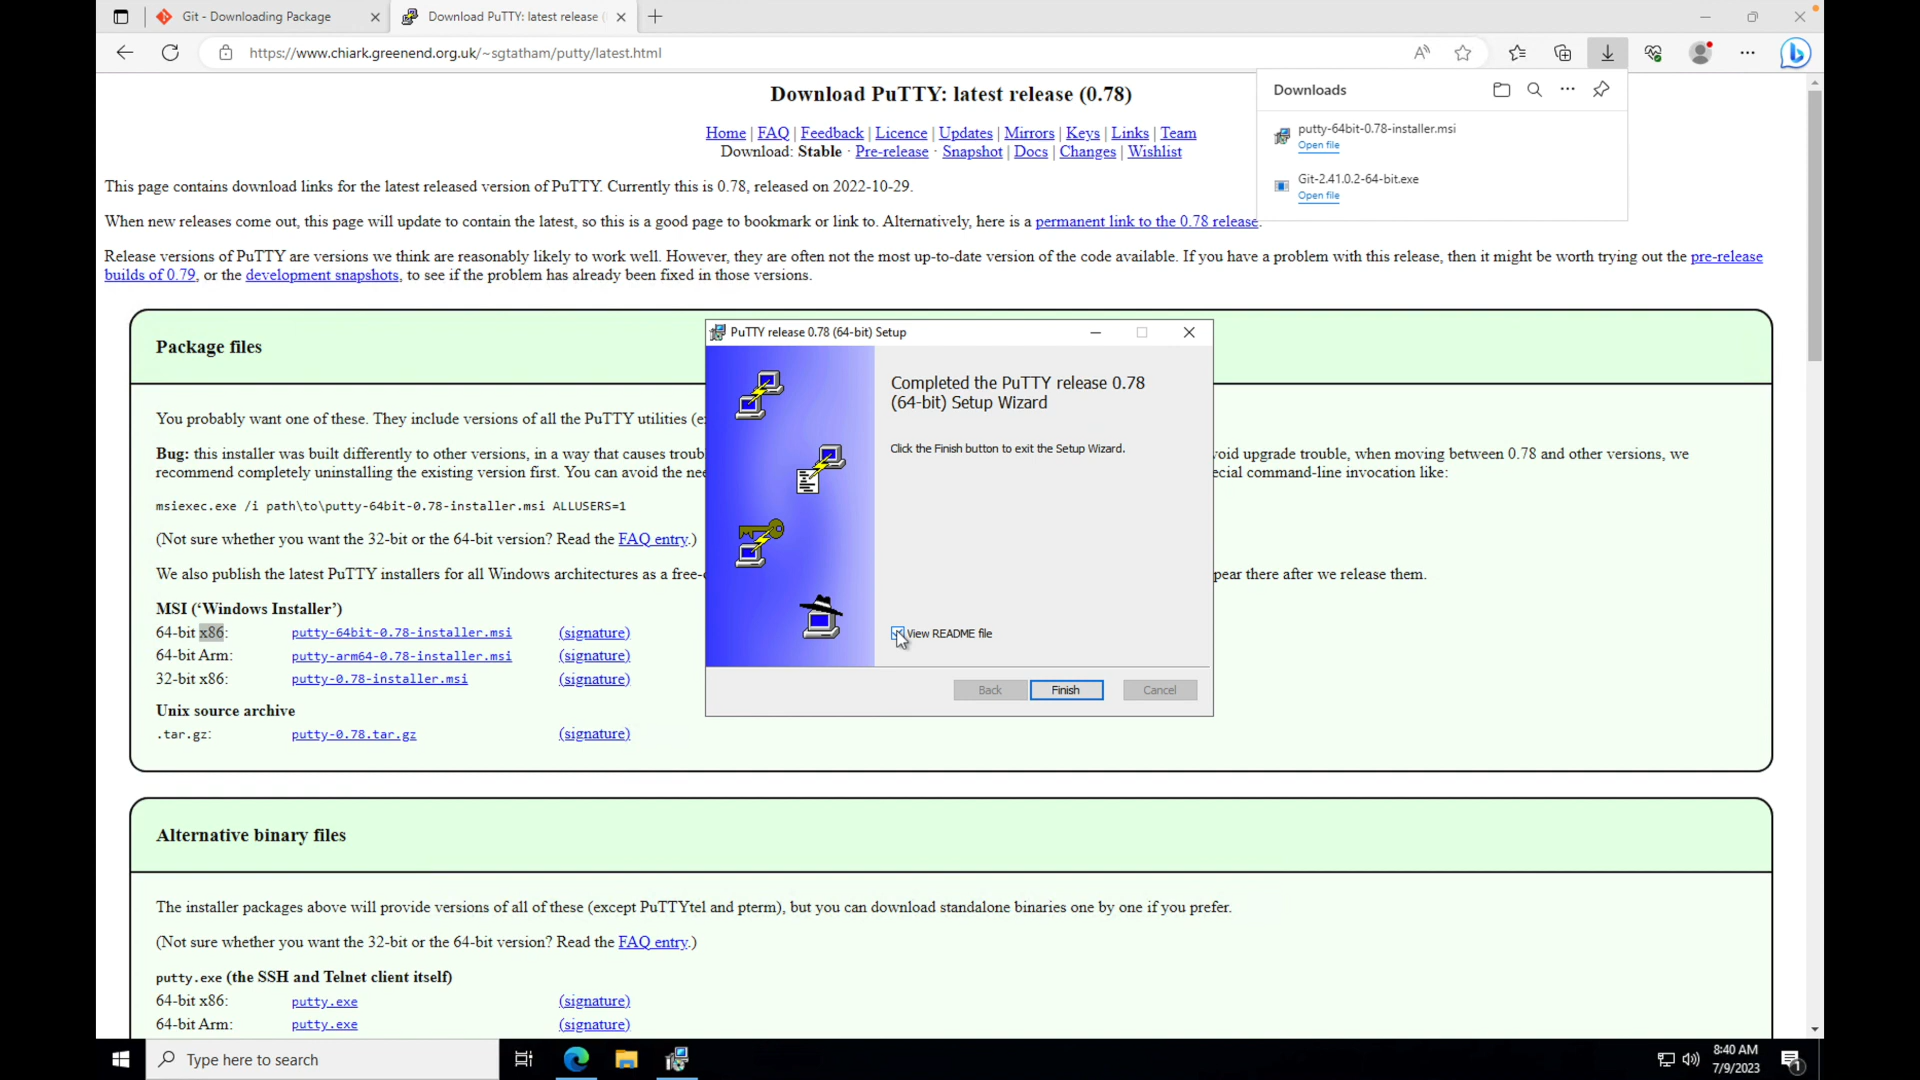 Git - Downloading Package
Download PuTTY: latest release (
https://www.chiark.greenend.org.uk/~sgtatham/putty/latest.html
Downloads
putty-64bit-0.78-installer.msi
Open file
Git-2.41.0.2-64-bit.exe
Open file
Download PuTTY: latest release (0.78)
Home | FAQ | Feedback | Licence | Updates | Mirrors | Keys | Links | Team
Download: Stable · Pre-release · Snapshot | Docs | Changes | Wishlist
This page contains download links for the latest released version of PuTTY. Currently this is 0.78, released on 2022-10-29.
When new releases come out, this page will update to contain the latest, so this is a good page to bookmark or link to. Alternatively, here is a permanent link to the 0.78 release.
Release versions of PuTTY are versions we think are reasonably likely to work well. However, they are often not the most up-to-date version of the code available. If you have a problem with this release, then it might be worth trying out the pre-release
builds of 0.79, or the development snapshots, to see if the problem has already been fixed in those versions.
Package files
You probably want one of these. They include versions of all the PuTTY utilities (e
Bug: this installer was built differently to other versions, in a way that causes troub void upgrade trouble, when moving between 0.78 and other versions, we
recommend completely uninstalling the existing version first. You can avoid the nee ecial command-line invocation like:
msiexec.exe /i path\to\putty-64bit-0.78-installer.msi ALLUSERS=1
(Not sure whether you want the 32-bit or the 64-bit version? Read the FAQ entry.)
We also publish the latest PuTTY installers for all Windows architectures as a free- pear there after we release them.
MSI (‘Windows Installer’)
64-bit x86: putty-64bit-0.78-installer.msi (signature)
64-bit Arm: putty-arm64-0.78-installer.msi (signature)
32-bit x86: putty-0.78-installer.msi (signature)
Unix source archive
.tar.gz: putty-0.78.tar.gz (signature)
PuTTY release 0.78 (64-bit) Setup
Completed the PuTTY release 0.78
(64-bit) Setup Wizard
Click the Finish button to exit the Setup Wizard.
View README file
Back Finish Cancel
Alternative binary files
The installer packages above will provide versions of all of these (except PuTTYtel and pterm), but you can download standalone binaries one by one if you prefer.
(Not sure whether you want the 32-bit or the 64-bit version? Read the FAQ entry.)
putty.exe (the SSH and Telnet client itself)
64-bit x86: putty.exe (signature)
64-bit Arm: putty.exe (signature)
Type here to search
8:40 AM
7/9/2023
1